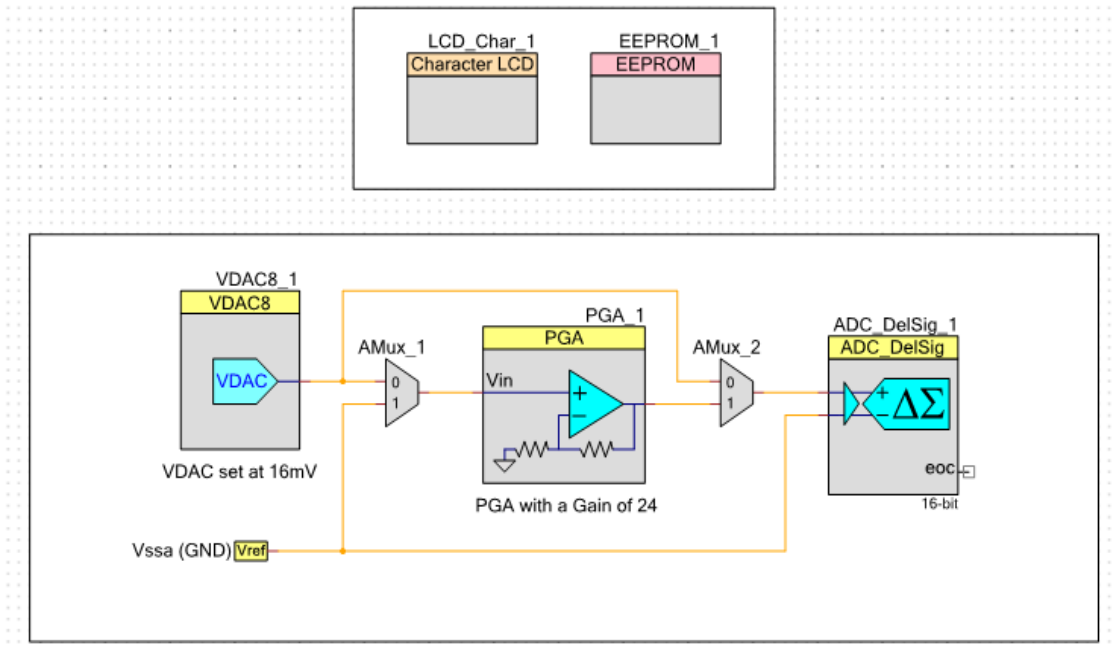 LCD_Char_1
Character LCD
EEPROM_1
EEPROM
VDAC8_1
VDAC8
VDAC
VDAC set at 16mV
AMux_1
0
1
PGA_1
PGA
Vin
+
−
PGA with a Gain of 24
AMux_2
0
1
ADC_DelSig_1
ADC_DelSig
+
−
ΔΣ
eoc
16-bit
Vssa (GND) Vref